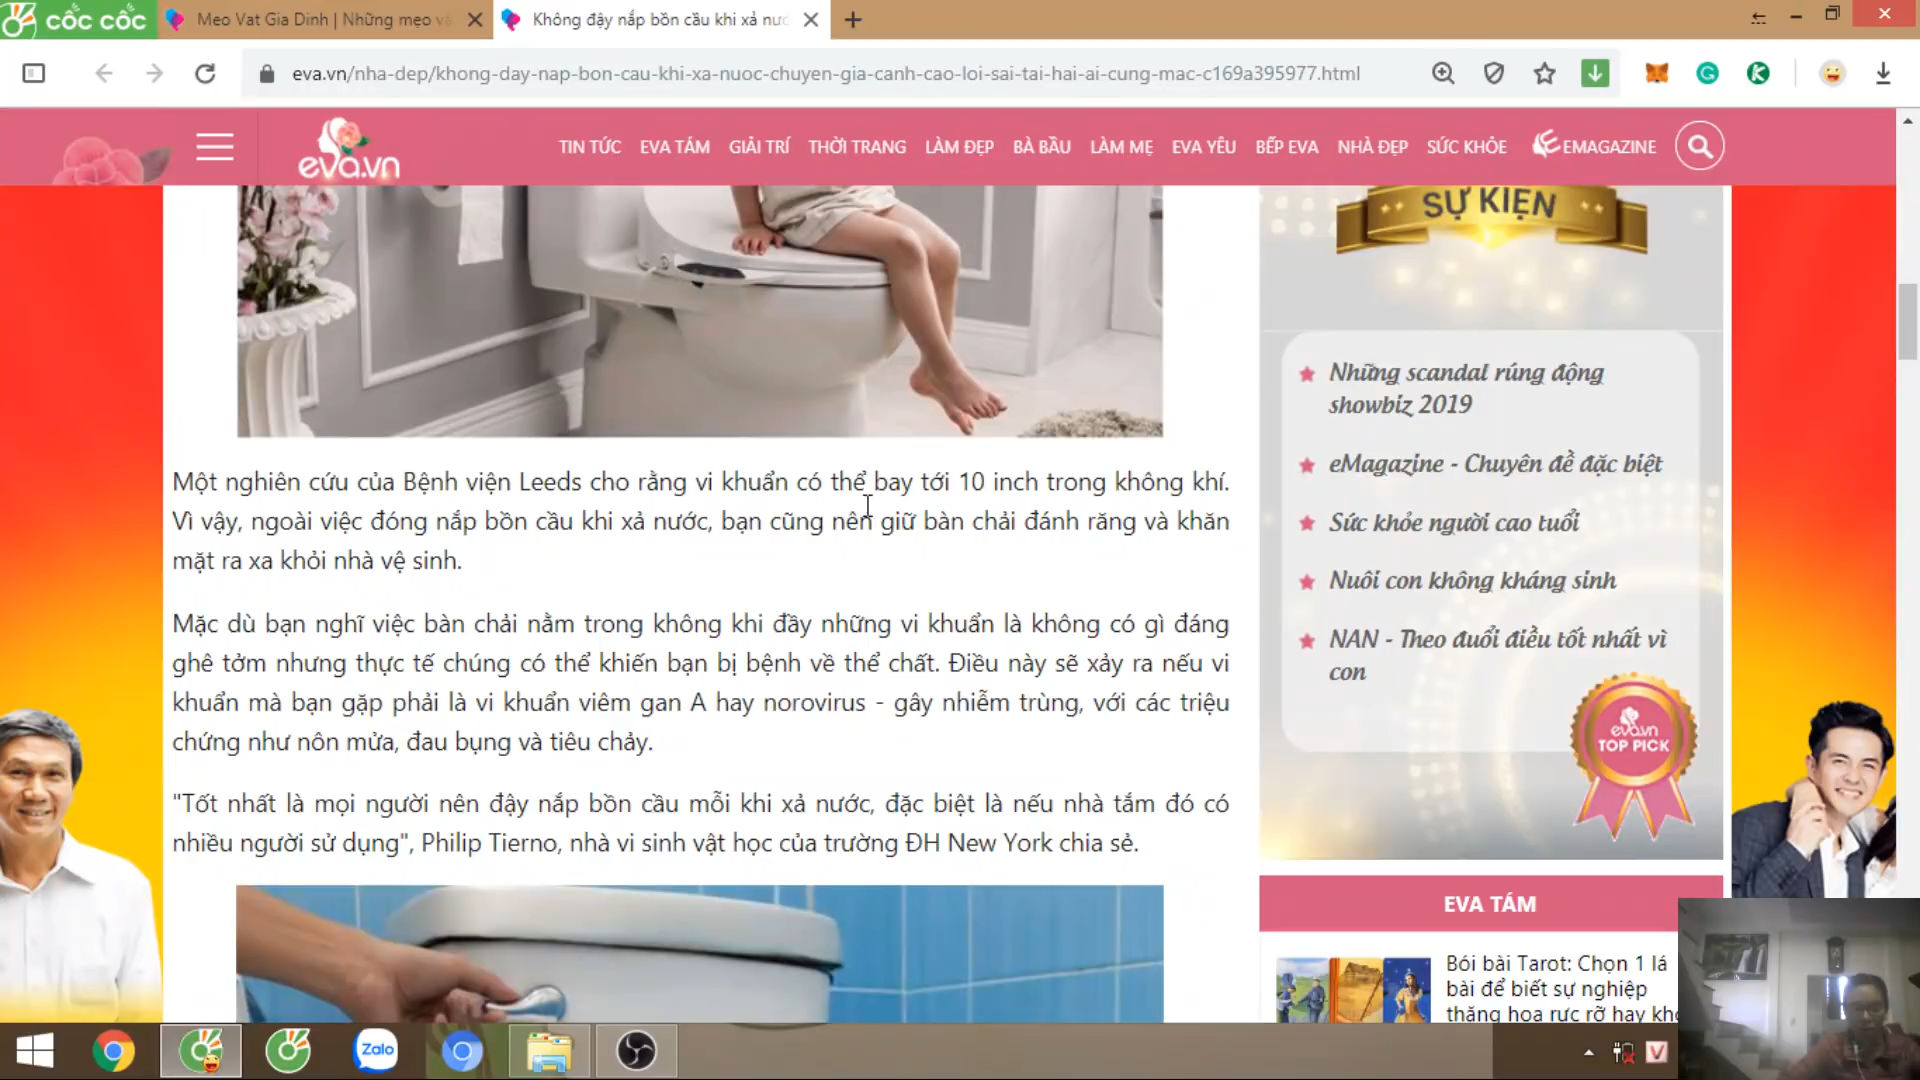 cốc cốc
Meo Vat Gia Dinh | Những mẹo v
Không đậy nắp bồn cầu khi xả nư
eva.vn/nha-dep/khong-day-nap-bon-cau-khi-xa-nuoc-chuyen-gia-canh-cao-loi-sai-tai-hai-ai-cung-mac-c169a395977.html
eva.vn
TIN TỨC EVA TÁM GIẢI TRÍ THỜI TRANG LÀM ĐẸP BÀ BẦU LÀM MẸ EVA YÊU BẾP EVA NHÀ ĐẸP SỨC KHỎE EMAGAZINE
SỰ KIỆN
Những scandal rúng động
showbiz 2019
eMagazine - Chuyên đề đặc biệt
Sức khỏe người cao tuổi
Nuôi con không kháng sinh
NAN - Theo đuổi điều tốt nhất vì
con
eva.vn
TOP PICK
Một nghiên cứu của Bệnh viện Leeds cho rằng vi khuẩn có thể bay tới 10 inch trong không khí.
Vì vậy, ngoài việc đóng nắp bồn cầu khi xả nước, bạn cũng nên giữ bàn chải đánh răng và khăn
mặt ra xa khỏi nhà vệ sinh.
Mặc dù bạn nghĩ việc bàn chải nằm trong không khi đầy những vi khuẩn là không có gì đáng
ghê tởm nhưng thực tế chúng có thể khiến bạn bị bệnh về thể chất. Điều này sẽ xảy ra nếu vi
khuẩn mà bạn gặp phải là vi khuẩn viêm gan A hay norovirus - gây nhiễm trùng, với các triệu
chứng như nôn mửa, đau bụng và tiêu chảy.
"Tốt nhất là mọi người nên đậy nắp bồn cầu mỗi khi xả nước, đặc biệt là nếu nhà tắm đó có
nhiều người sử dụng", Philip Tierno, nhà vi sinh vật học của trường ĐH New York chia sẻ.
EVA TÁM
Bói bài Tarot: Chọn 1 lá
bài để biết sự nghiệp
thăng hoa rực rỡ hay kh
Zalo
V